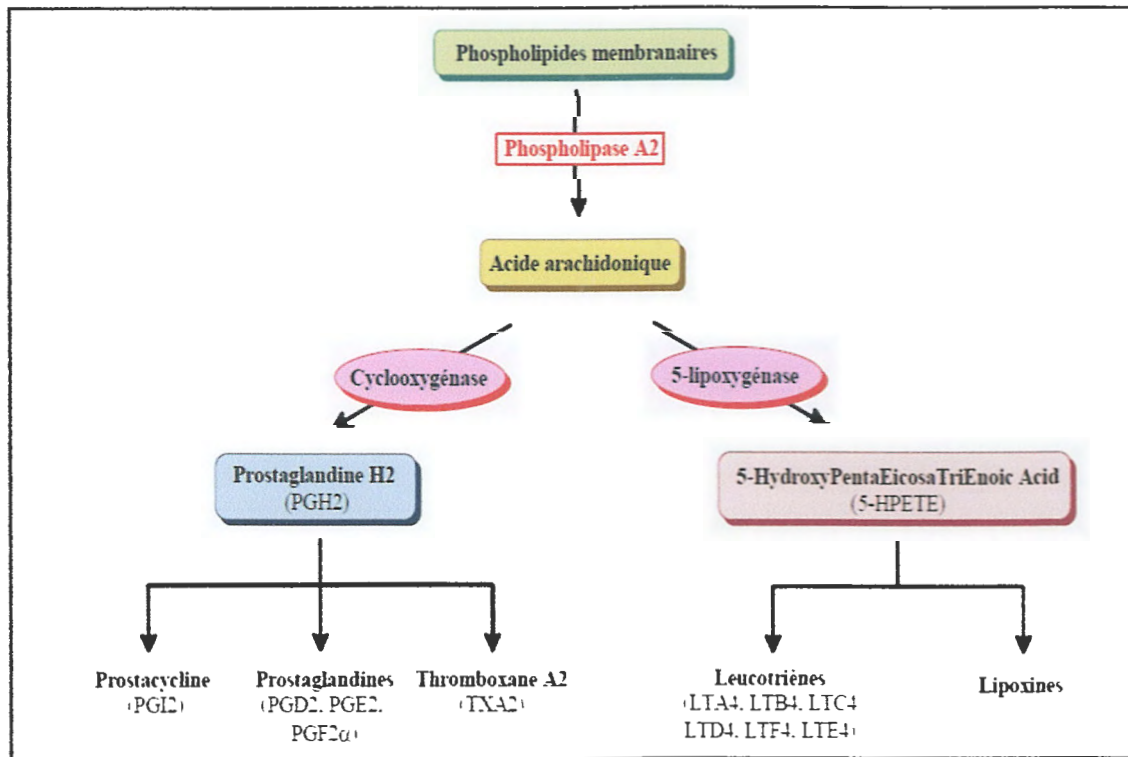 Phospholipides membranaires
Phospholipase A2
Acide arachidonique
Cyclooxygénase
5-lipoxygénase
Prostaglandine H2
(PGH2)
5-HydroxyPentaEicosaTriEnoic Acid
(5-HPETE)
Prostacycline
(PGI2)
Prostaglandines
(PGD2, PGE2,
PGF2α)
Thromboxane A2
(TXA2)
Leucotriènes
(LTA4, LTB4, LTC4
LTD4, LTF4, LTE4)
Lipoxines